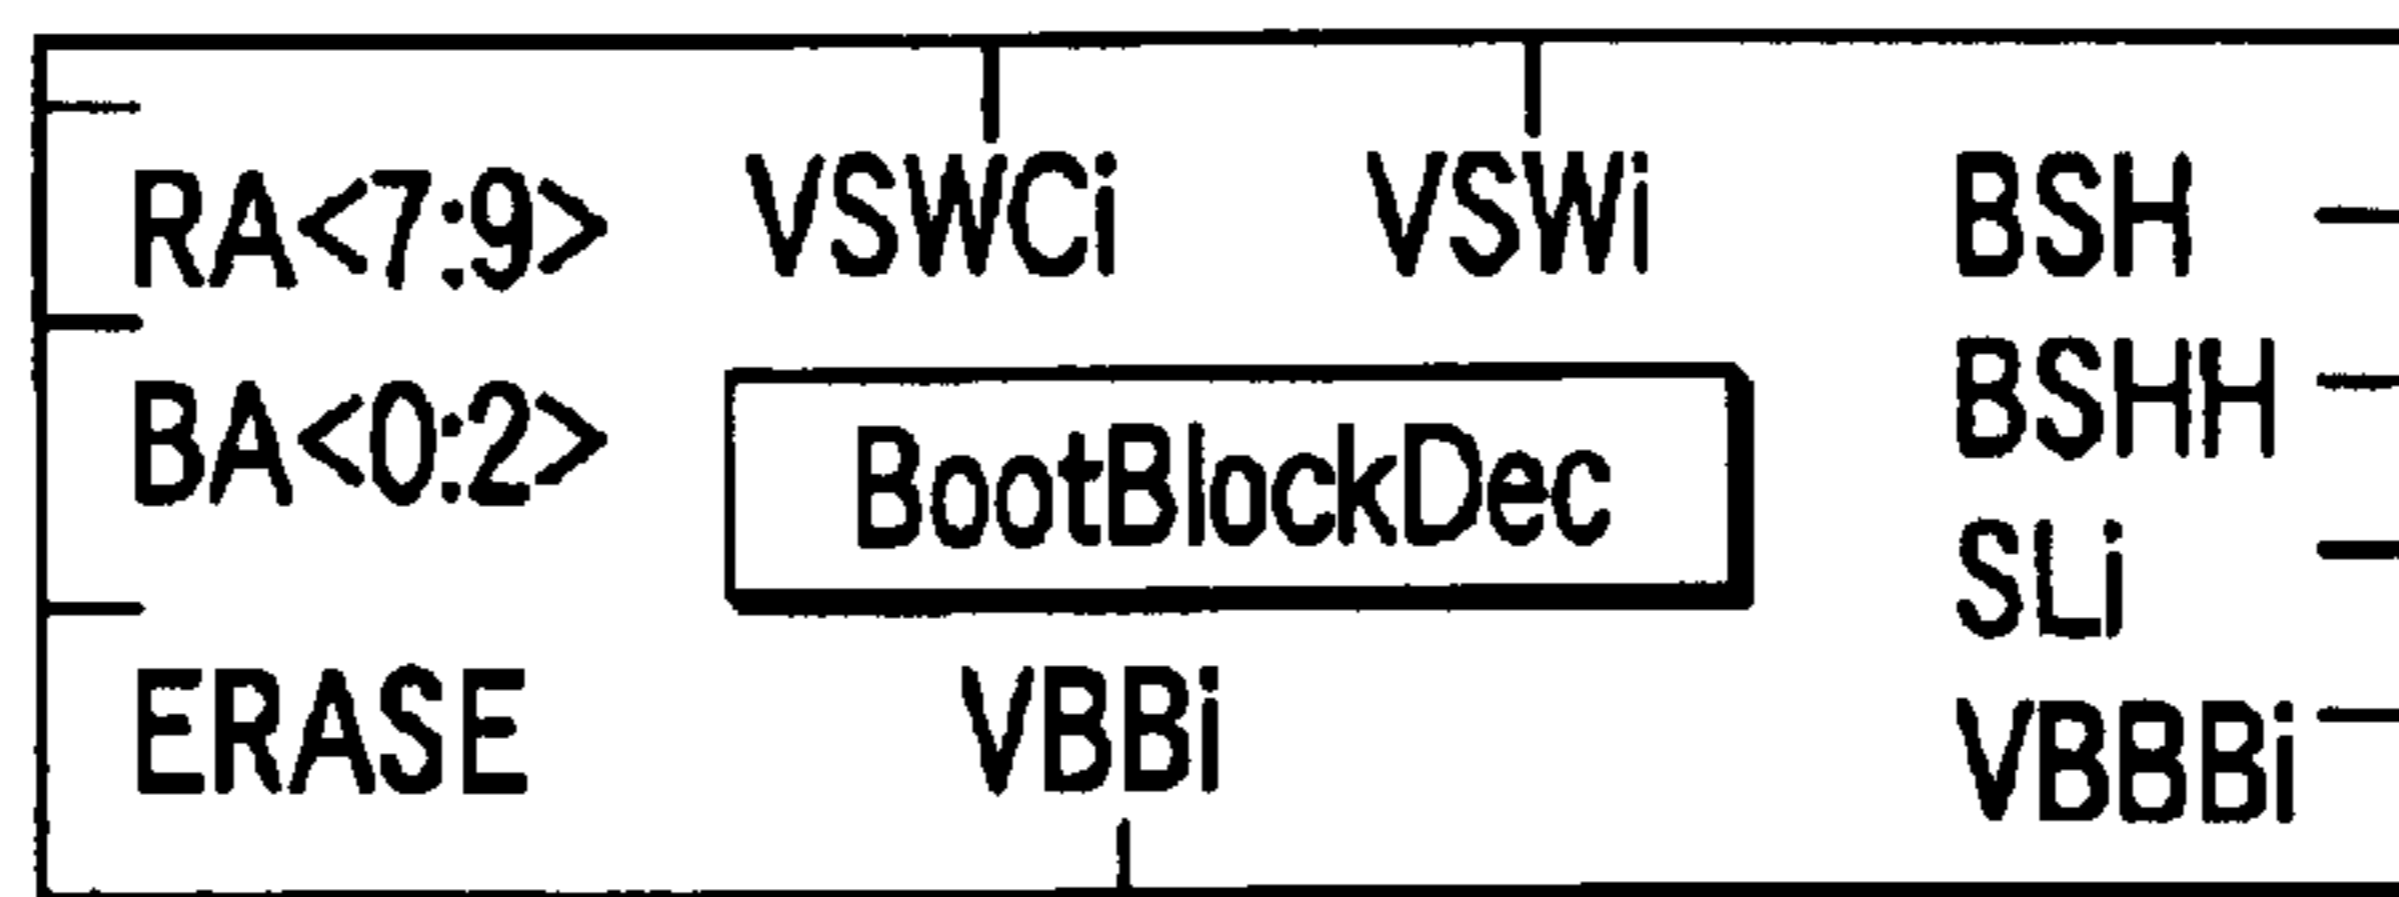 RA<7:9>
VSWCi
VSWi
BSH
BA<0:2>
BootBlockDec
BSHH
SLi
ERASE
VBBi
VBBBi